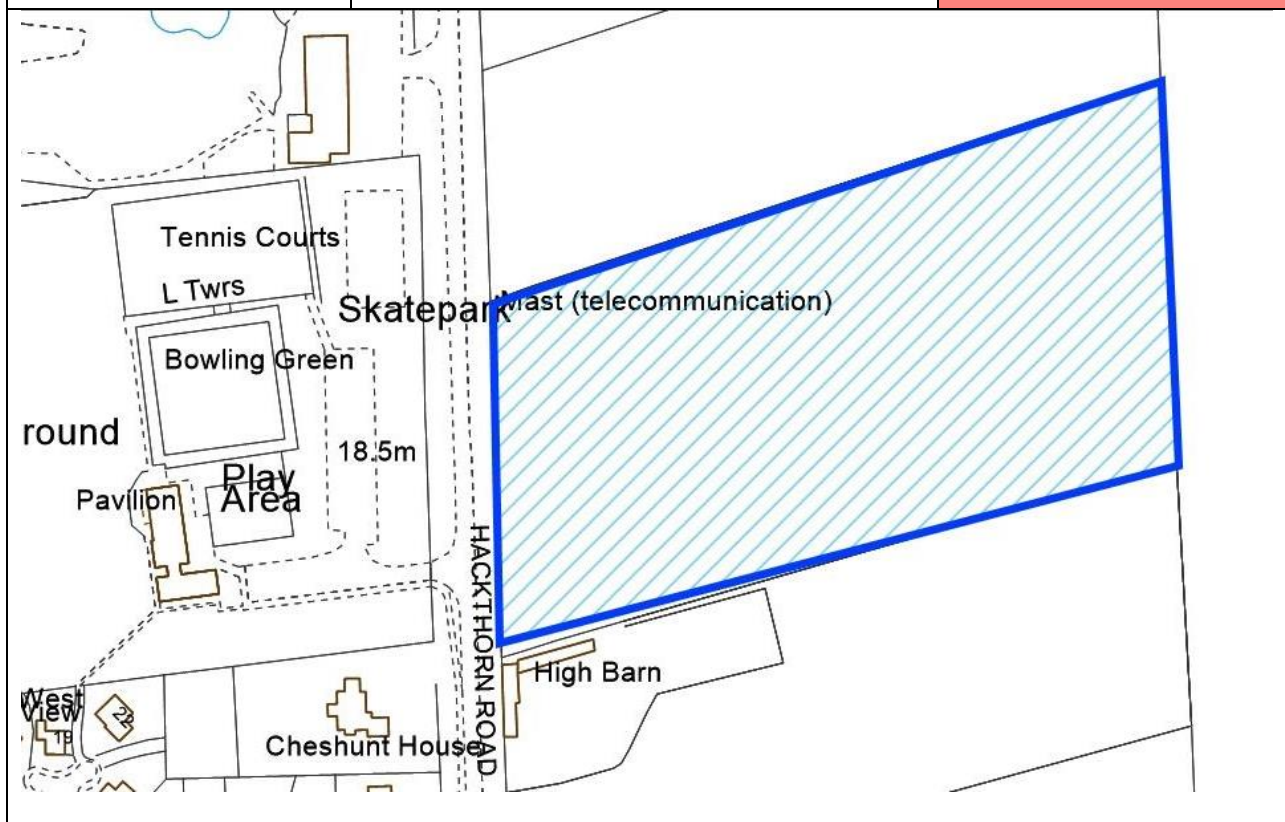 Tennis Courts
L Twrs
Skatepark
Mast (telecommunication)
Bowling Green
round
18.5m
Play
Area
Pavilion
HACKTHORN ROAD
High Barn
West
View
22
19
Cheshunt House